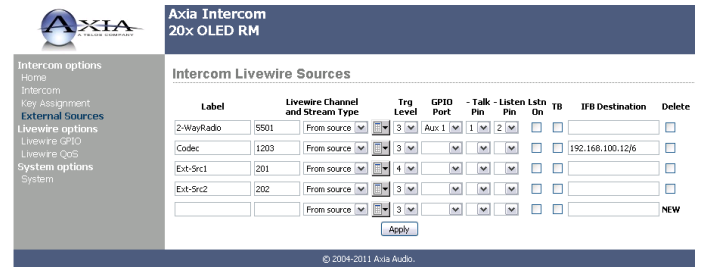 AXIA
A TELOS COMPANY
Axia Intercom
20x OLED RM
Intercom options
Home
Intercom
Key Assignment
External Sources
Livewire options
Livewire GPIO
Livewire QoS
System options
System
Intercom Livewire Sources
Label Livewire Channel and Stream Type Trg Level GPIO Port - Talk Pin - Listen Pin Lstn On TB IFB Destination Delete
2-WayRadio 5501 From source 3 Aux 1 1 2
Codec 1203 From source 3 192.168.100.12/6
Ext-Src1 201 From source 4
Ext-Src2 202 From source 3
From source 3 NEW
Apply
© 2004-2011 Axia Audio.